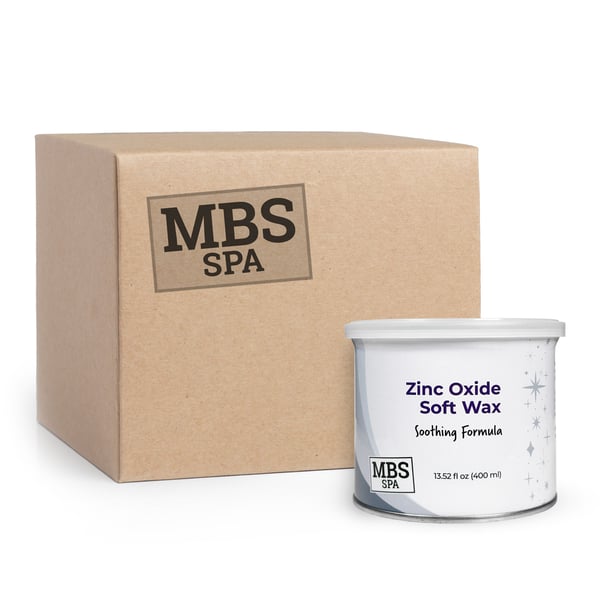 MBS
SPA
Zinc Oxide
Soft Wax
Soothing Formula
MBS
SPA
13.52 fl oz (400 ml)